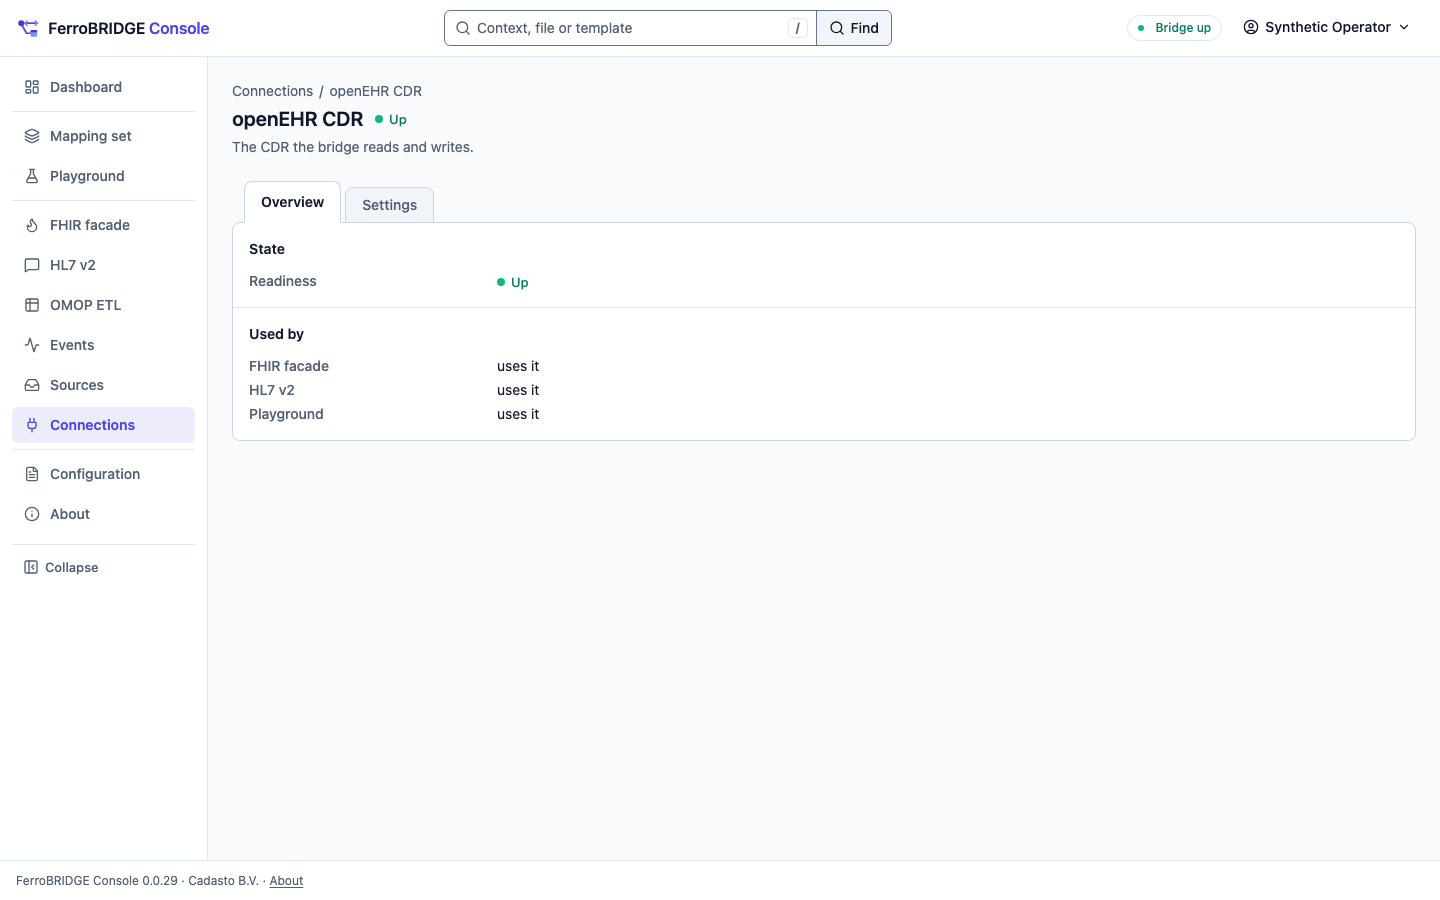 FerroBRIDGE Console
Context, file or template
/
Find
Bridge up
Synthetic Operator
Dashboard
Mapping set
Playground
FHIR facade
HL7 v2
OMOP ETL
Events
Sources
Connections
Configuration
About
Collapse
Connections / openEHR CDR
openEHR CDR Up
The CDR the bridge reads and writes.
Overview Settings
State
Readiness Up
Used by
FHIR facade uses it
HL7 v2 uses it
Playground uses it
FerroBRIDGE Console 0.0.29 · Cadasto B.V. · About